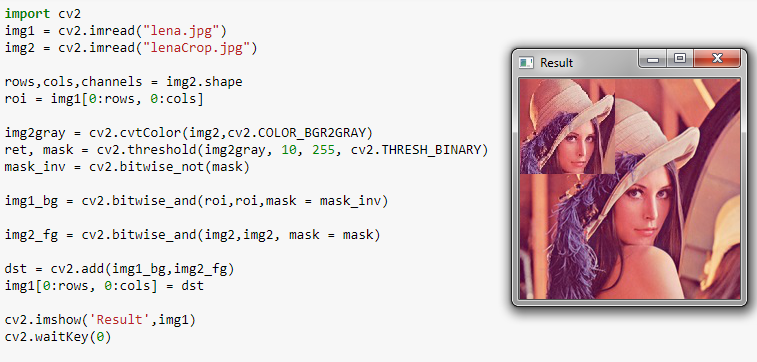 import cv2
img1 = cv2.imread("lena.jpg")
img2 = cv2.imread("lenaCrop.jpg")
rows,cols,channels = img2.shape
roi = img1[0:rows, 0:cols]
img2gray = cv2.cvtColor(img2,cv2.COLOR_BGR2GRAY)
ret, mask = cv2.threshold(img2gray, 10, 255, cv2.THRESH_BINARY)
mask_inv = cv2.bitwise_not(mask)
img1_bg = cv2.bitwise_and(roi,roi,mask = mask_inv)
img2_fg = cv2.bitwise_and(img2,img2, mask = mask)
dst = cv2.add(img1_bg,img2_fg)
img1[0:rows, 0:cols] = dst
cv2.imshow('Result',img1)
cv2.waitKey(0)
Result